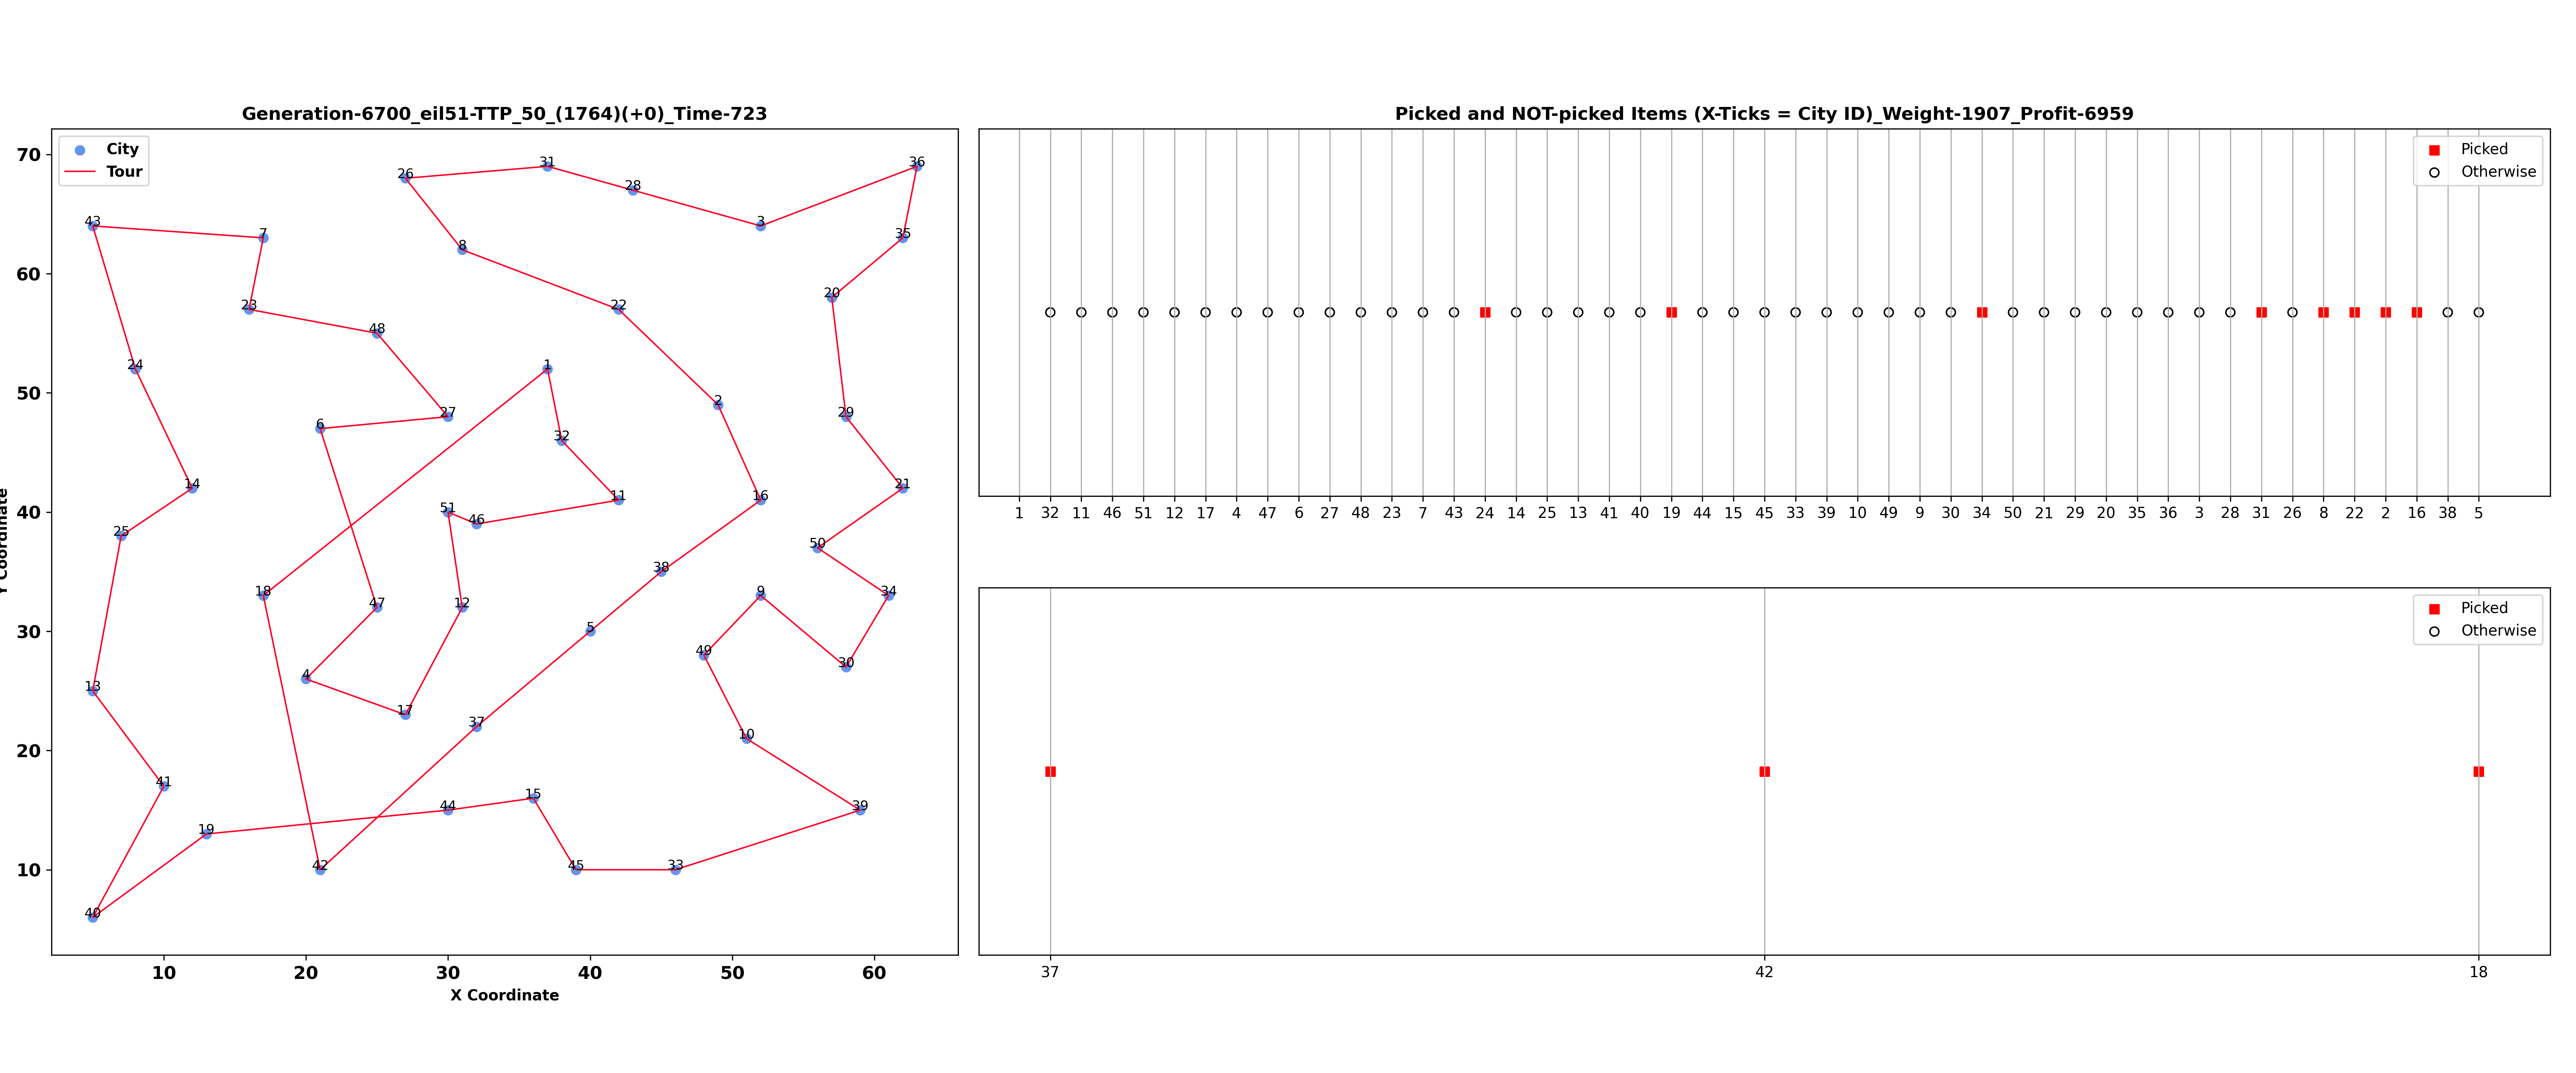 Generation-6700_eil51-TTP_50_(1764)(+0)_Time-723
City
Tour
70
60
50
40
30
20
10
Y Coordinate
10 20 30 40 50 60
X Coordinate
26 31 28 36
43 7 8 3 35
23 48 22 20
24 1 2 29
6 27 32
14 11 16 21
25 51 46 50
18 47 12 38 9 34
5 49 30
13 4 17 37 10
41 19 44 15 39
40 42 45 33
Picked and NOT-picked Items (X-Ticks = City ID)_Weight-1907_Profit-6959
Picked
Otherwise
1 32 11 46 51 12 17 4 47 6 27 48 23 7 43 24 14 25 13 41 40 19 44 15 45 33 39 10 49 9 30 34 50 21 29 20 35 36 3 28 31 26 8 22 2 16 38 5
Picked
Otherwise
37 42 18